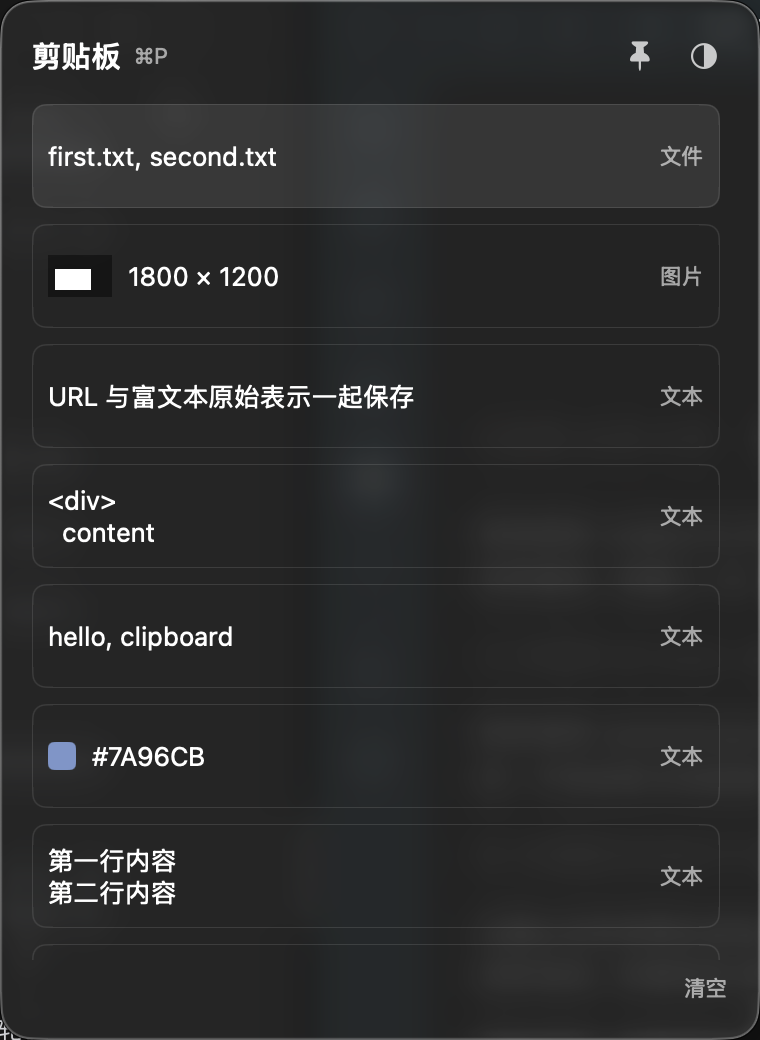 剪贴板 ⌘P
first.txt, second.txt 文件
1800 × 1200 图片
URL 与富文本原始表示一起保存 文本
<div>
  content 文本
hello, clipboard 文本
#7A96CB 文本
第一行内容
第二行内容 文本
清空